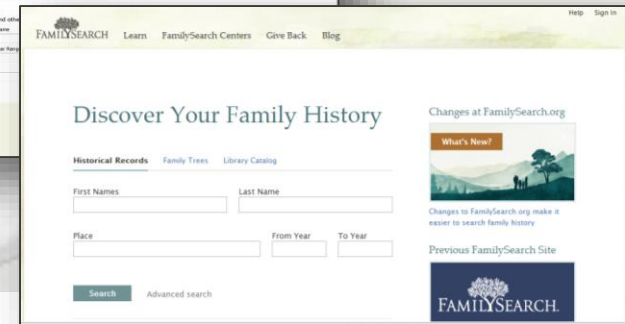 Help Sign In
FAMILYSEARCH Learn FamilySearch Centers Give Back Blog
Discover Your Family History
Historical Records Family Trees Library Catalog
First Names Last Name
Place From Year To Year
Search Advanced search
Changes at FamilySearch.org
What's New?
Changes to FamilySearch.org make it
easier to search family history
Previous FamilySearch Site
FAMILYSEARCH.